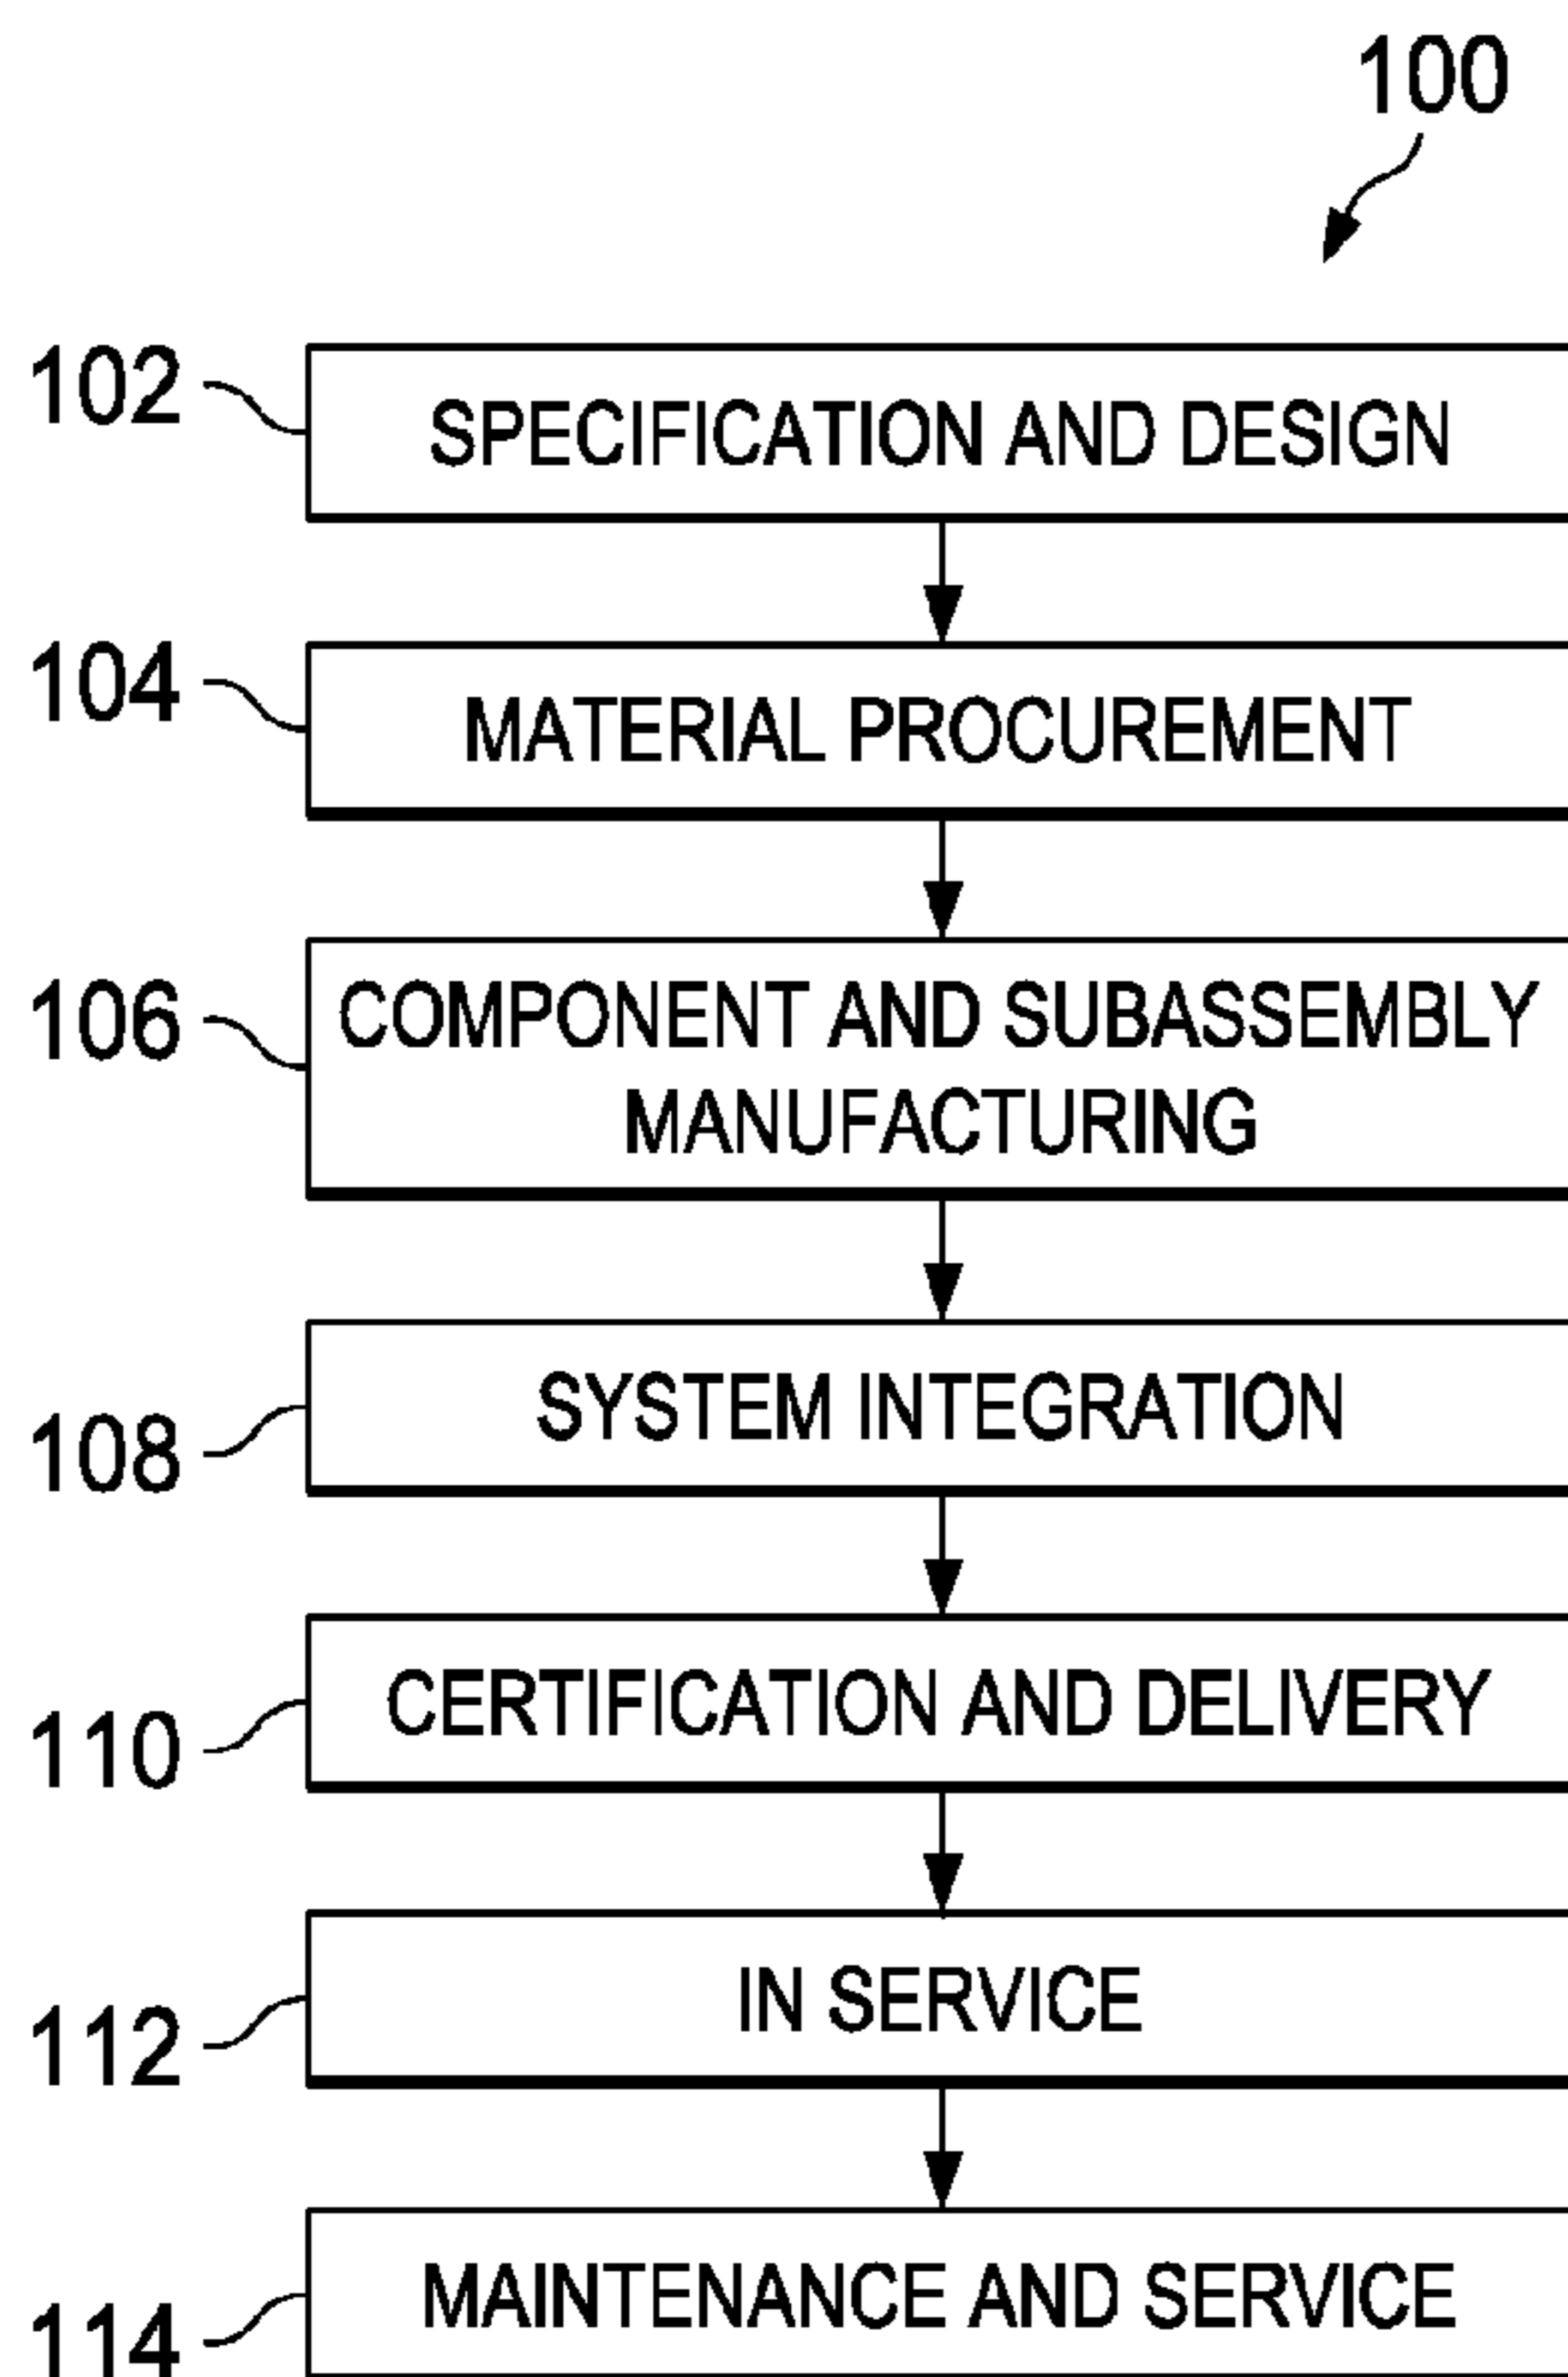 100
102
SPECIFICATION AND DESIGN
104
MATERIAL PROCUREMENT
106
COMPONENT AND SUBASSEMBLY
MANUFACTURING
108
SYSTEM INTEGRATION
110
CERTIFICATION AND DELIVERY
112
IN SERVICE
114
MAINTENANCE AND SERVICE